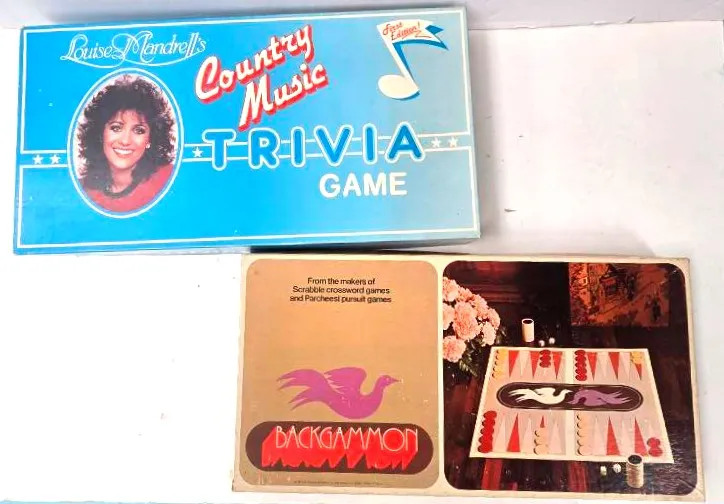 Louise Mandrell's
Country
Music
First
Edition!
TRIVIA
GAME
From the makers of
Scrabble crossword games
and Parcheesi pursuit games
BACKGAMMON